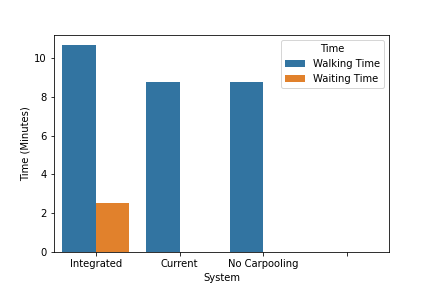 Time
Walking Time
Waiting Time
10
8
6
4
2
0
Time (Minutes)
Integrated Current No Carpooling
System